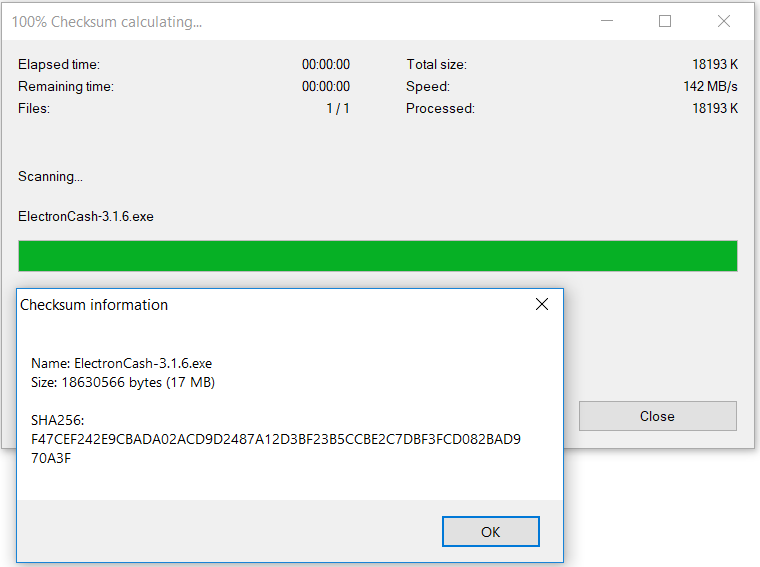 100% Checksum calculating...
Elapsed time: 00:00:00 Total size: 18193 K
Remaining time: 00:00:00 Speed: 142 MB/s
Files: 1 / 1 Processed: 18193 K
Scanning...
ElectronCash-3.1.6.exe
Checksum information
Name: ElectronCash-3.1.6.exe
Size: 18630566 bytes (17 MB)
SHA256:
F47CEF242E9CBADA02ACD9D2487A12D3BF23B5CCBE2C7DBF3FCD082BAD9
70A3F
Close
OK